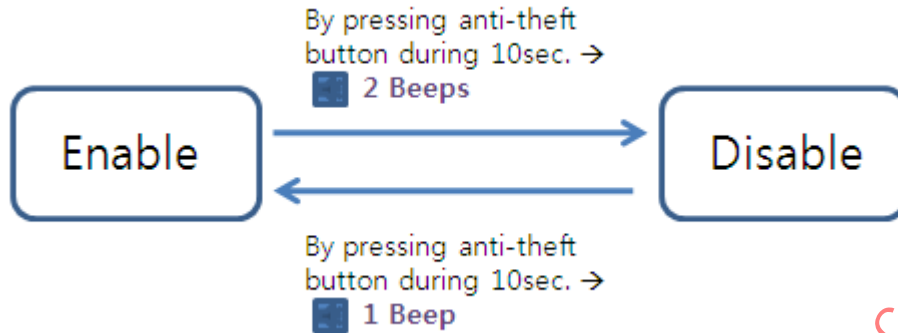 By pressing anti-theft
button during 10sec. →
2 Beeps
Enable
Disable
By pressing anti-theft
button during 10sec. →
1 Beep